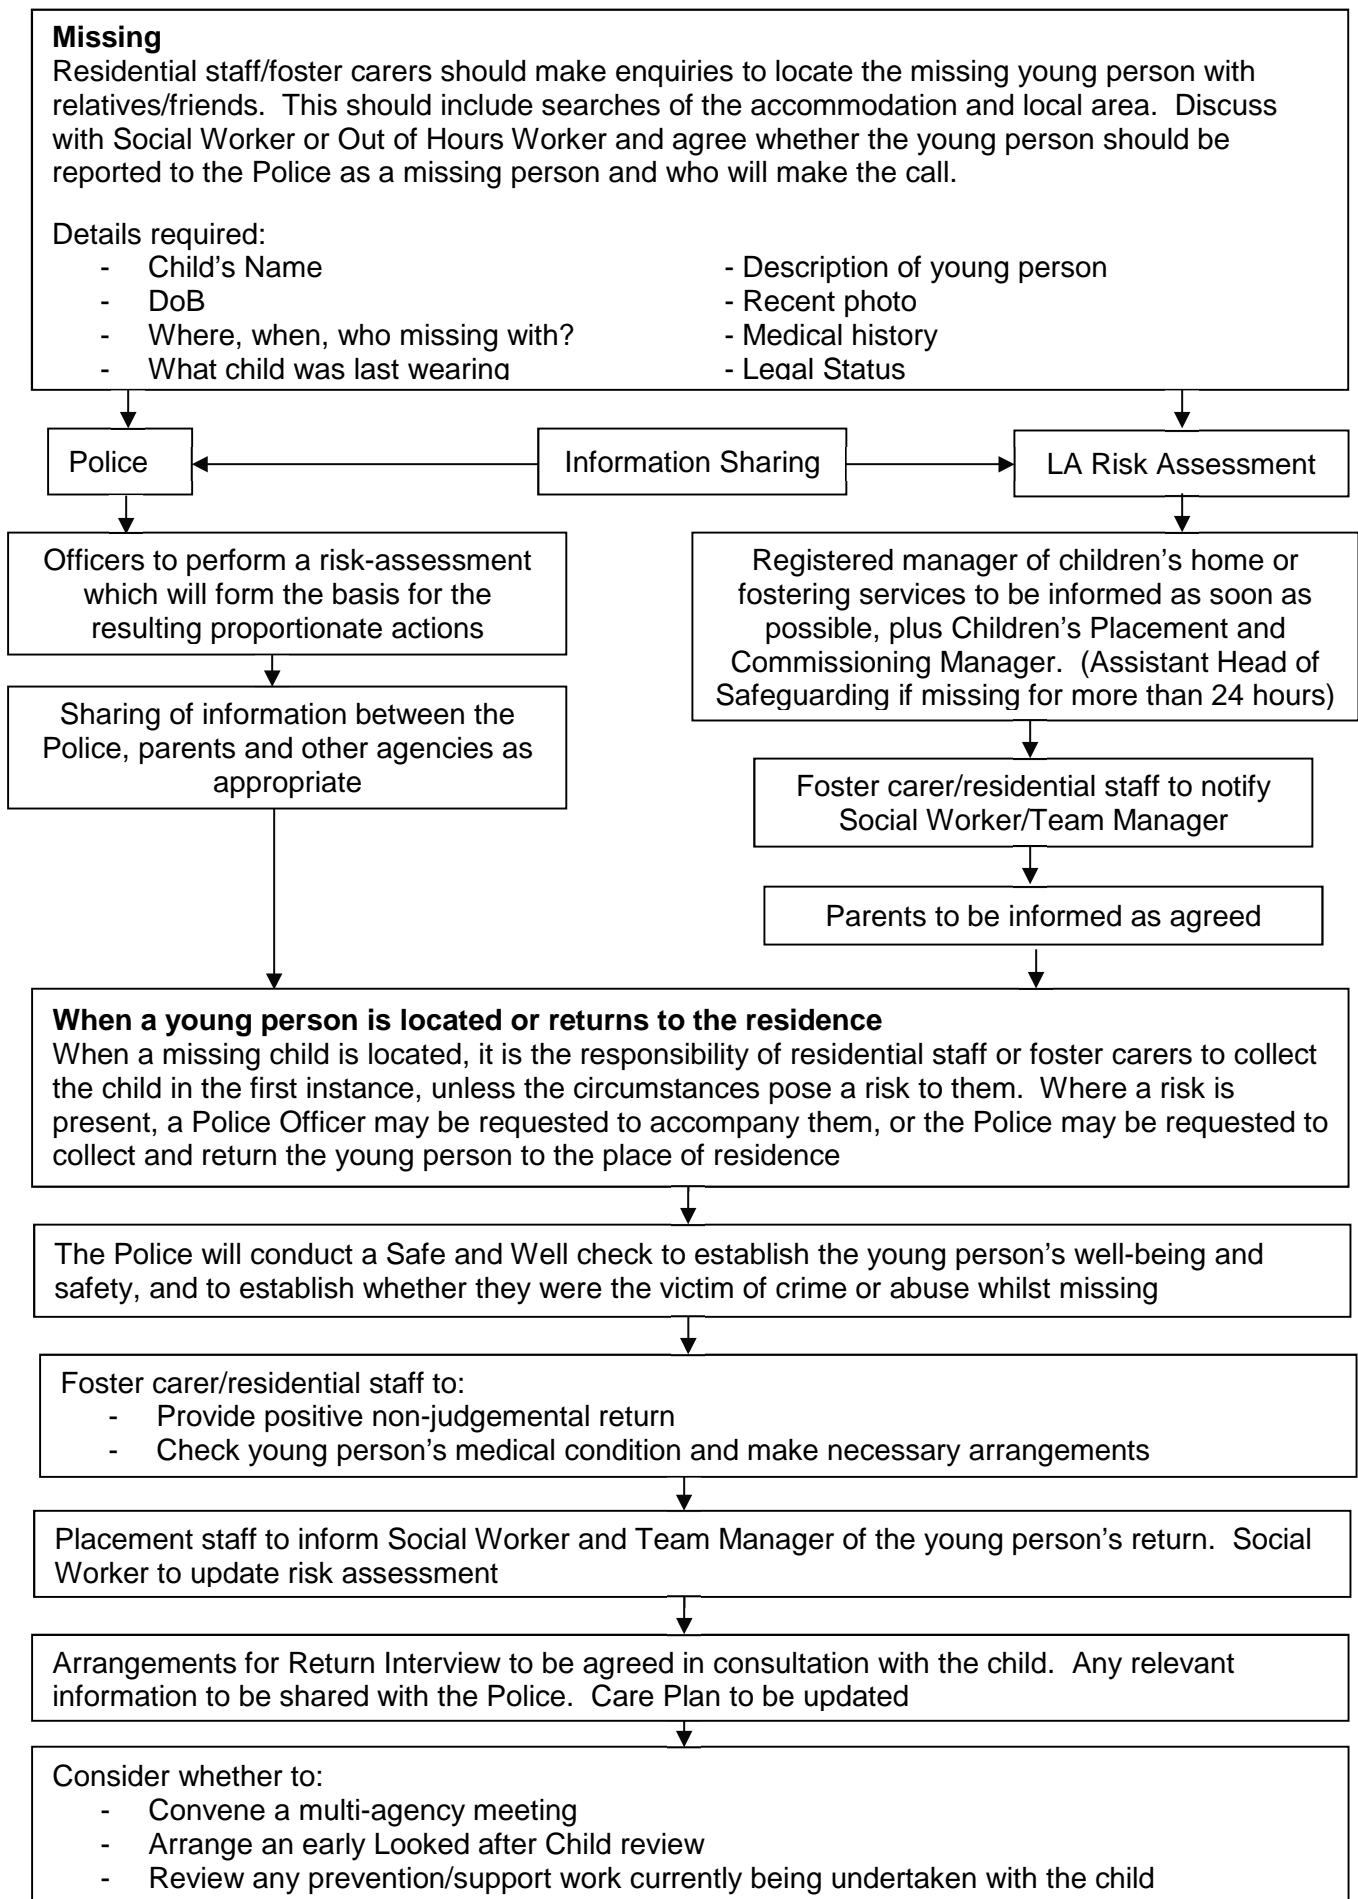 Missing
Residential staff/foster carers should make enquiries to locate the missing young person with
relatives/friends.  This should include searches of the accommodation and local area.  Discuss
with Social Worker or Out of Hours Worker and agree whether the young person should be
reported to the Police as a missing person and who will make the call.
Details required:
- Child's Name
- DoB
- Where, when, who missing with?
- What child was last wearing
- Description of young person
- Recent photo
- Medical history
- Legal Status
Police
Information Sharing
LA Risk Assessment
Officers to perform a risk-assessment
which will form the basis for the
resulting proportionate actions
Sharing of information between the
Police, parents and other agencies as
appropriate
Registered manager of children's home or
fostering services to be informed as soon as
possible, plus Children's Placement and
Commissioning Manager.  (Assistant Head of
Safeguarding if missing for more than 24 hours)
Foster carer/residential staff to notify
Social Worker/Team Manager
Parents to be informed as agreed
When a young person is located or returns to the residence
When a missing child is located, it is the responsibility of residential staff or foster carers to collect
the child in the first instance, unless the circumstances pose a risk to them.  Where a risk is
present, a Police Officer may be requested to accompany them, or the Police may be requested to
collect and return the young person to the place of residence
The Police will conduct a Safe and Well check to establish the young person's well-being and
safety, and to establish whether they were the victim of crime or abuse whilst missing
Foster carer/residential staff to:
- Provide positive non-judgemental return
- Check young person's medical condition and make necessary arrangements
Placement staff to inform Social Worker and Team Manager of the young person's return.  Social
Worker to update risk assessment
Arrangements for Return Interview to be agreed in consultation with the child.  Any relevant
information to be shared with the Police.  Care Plan to be updated
Consider whether to:
- Convene a multi-agency meeting
- Arrange an early Looked after Child review
- Review any prevention/support work currently being undertaken with the child